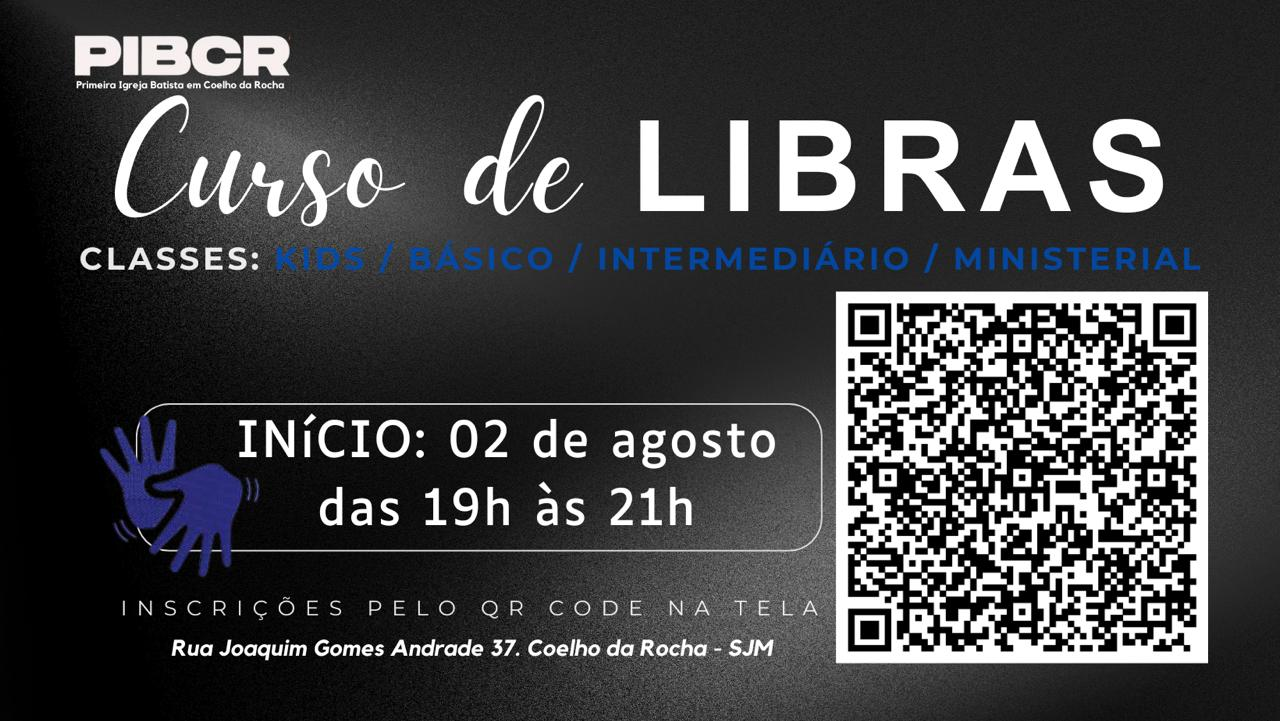 PIBCR
Primeira Igreja Batista em Coelho da Rocha
Curso de LIBRAS
CLASSES: KIDS / BÁSICO / INTERMEDIÁRIO / MINISTERIAL
INíCIO: 02 de agosto
das 19h às 21h
INSCRIÇÕES PELO QR CODE NA TELA
Rua Joaquim Gomes Andrade 37. Coelho da Rocha - SJM